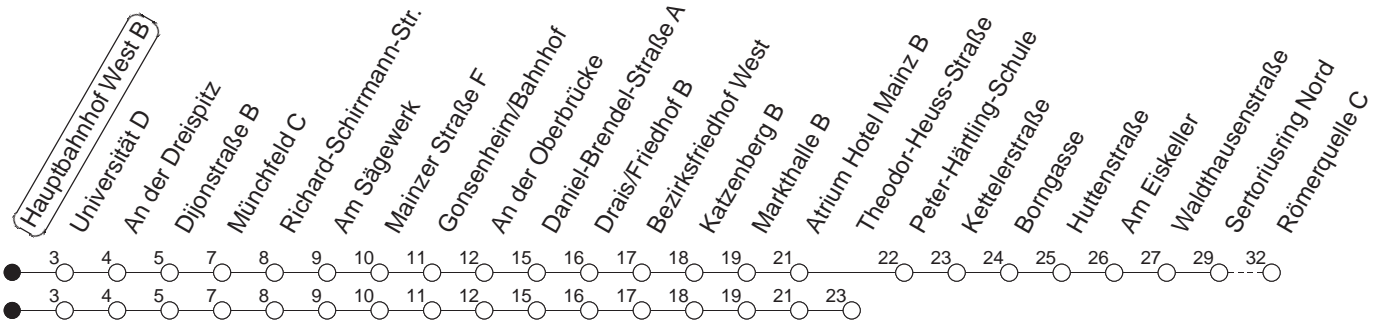 Hauptbahnhof West B
Universität D
An der Dreispitz
Dijonstraße B
Münchfeld C
Richard-Schirrmann-Str.
Am Sägewerk
Mainzer Straße F
Gonsenheim/Bahnhof
An der Oberbrücke
Daniel-Brendel-Straße A
Drais/Friedhof B
Bezirksfriedhof West
Katzenberg B
Markthalle B
Atrium Hotel Mainz B
Theodor-Heuss-Straße
Peter-Härtling-Schule
Kettelerstraße
Borngasse
Huttenstraße
Am Eiskeller
Waldthausenstraße
Sertoriusring Nord
Römerquelle C
3 4 5 7 8 9 10 11 12 15 16 17 18 19 21 22 23 24 25 26 27 29 32
3 4 5 7 8 9 10 11 12 15 16 17 18 19 21 23